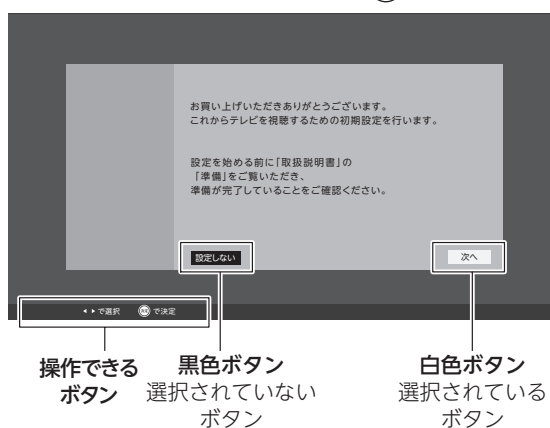 お買い上げいただきありがとうございます。
これからテレビを視聴するための初期設定を行います。
設定を始める前に「取扱説明書」の
「準備」をご覧いただき、
準備が完了していることをご確認ください。
設定しない
次へ
で選択 OK で決定
操作できる
ボタン
黒色ボタン
選択されていない
ボタン
白色ボタン
選択されている
ボタン